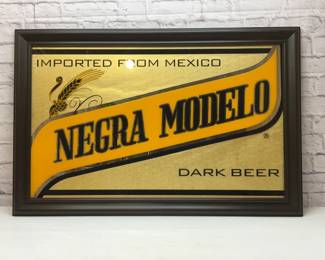 IMPORTED FROM MEXICO
NEGRA MODELO
®
DARK BEER